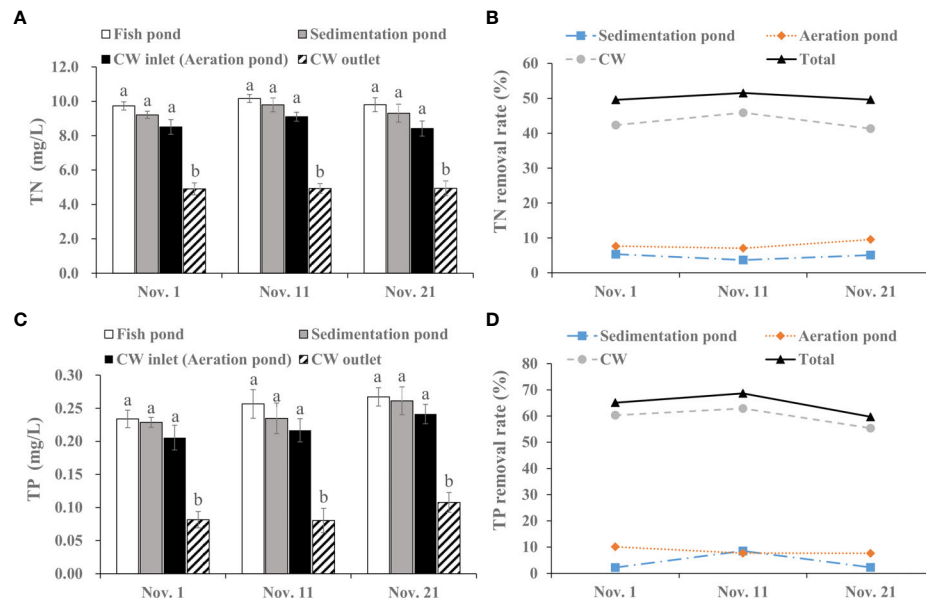 A
Fish pond
Sedimentation pond
CW inlet (Aeration pond)
CW outlet
TN (mg/L)
12.0
10.0
8.0
6.0
4.0
2.0
0.0
a a a b
a a a b
a a a b
Nov. 1
Nov. 11
Nov. 21
B
Sedimentation pond
Aeration pond
CW
Total
TN removal rate (%)
60
50
40
30
20
10
0
Nov. 1
Nov. 11
Nov. 21
C
Fish pond
Sedimentation pond
CW inlet (Aeration pond)
CW outlet
TP (mg/L)
0.30
0.25
0.20
0.15
0.10
0.05
0.00
a a a b
a a a b
a a a b
Nov. 1
Nov. 11
Nov. 21
D
Sedimentation pond
Aeration pond
CW
Total
TP removal rate (%)
80
70
60
50
40
30
20
10
0
Nov. 1
Nov. 11
Nov. 21